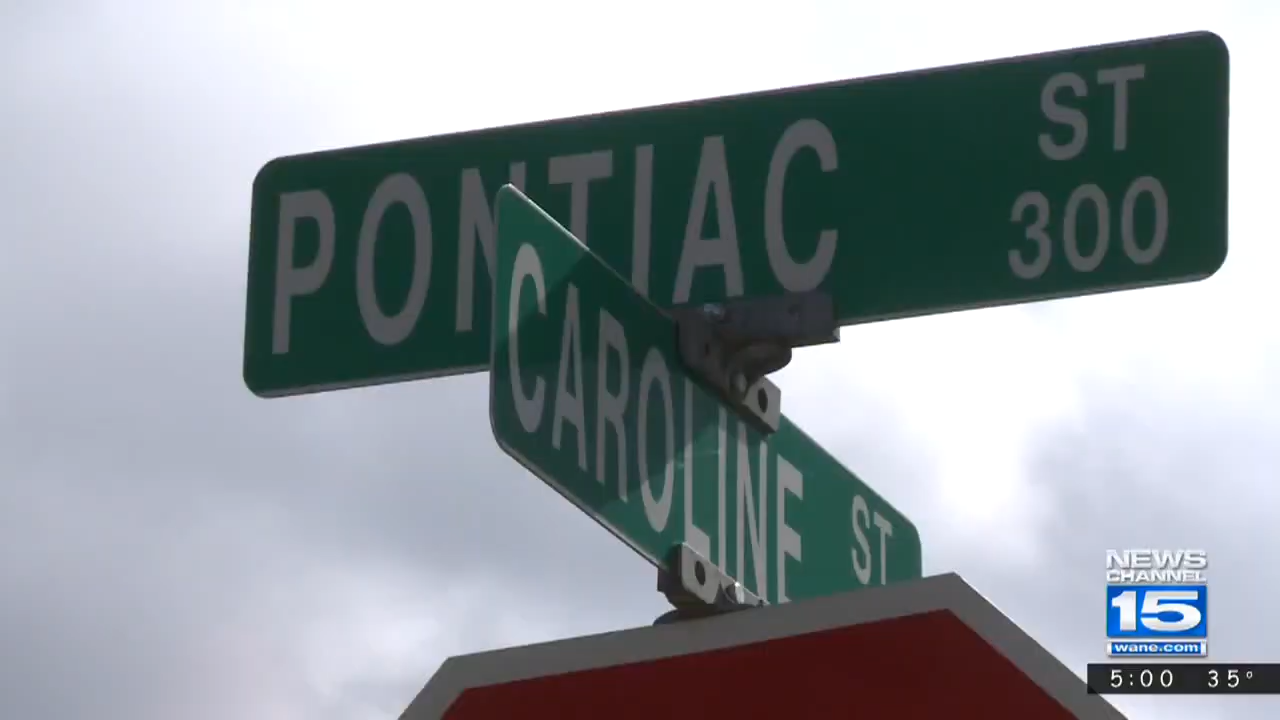 PONTIAC ST
300
CAROLINE ST
NEWS
CHANNEL
15
wane.com
5:00 35°